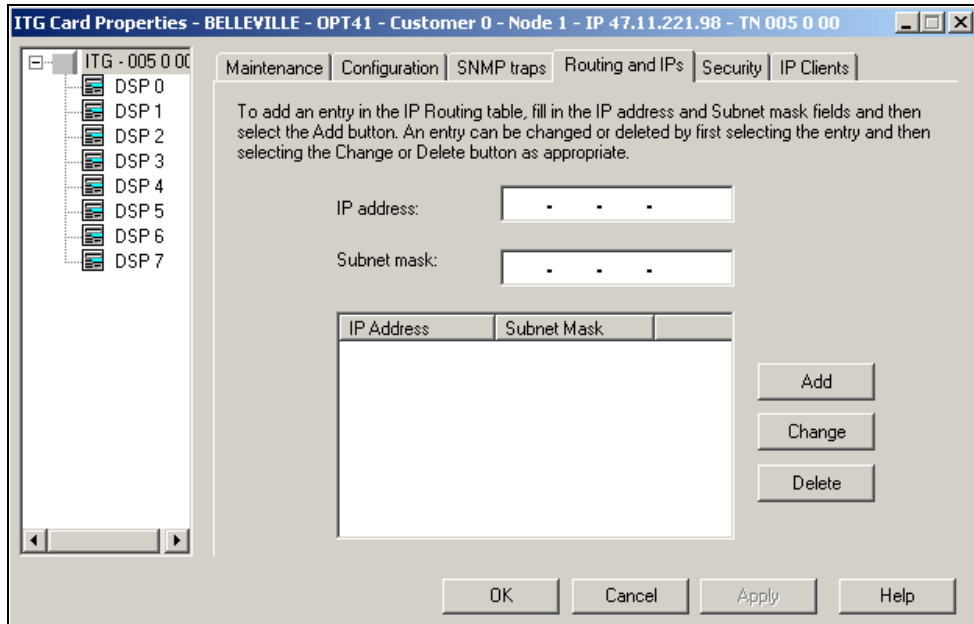 ITG Card Properties - BELLEVILLE - OPT41 - Customer 0 - Node 1 - IP 47.11.221.98 - TN 005 0 00
ITG - 005 0 00
DSP 0
DSP 1
DSP 2
DSP 3
DSP 4
DSP 5
DSP 6
DSP 7
Maintenance Configuration SNMP traps Routing and IPs Security IP Clients
To add an entry in the IP Routing table, fill in the IP address and Subnet mask fields and then
select the Add button. An entry can be changed or deleted by first selecting the entry and then
selecting the Change or Delete button as appropriate.
IP address: . . .
Subnet mask: . . .
IP Address Subnet Mask
Add
Change
Delete
OK Cancel Apply Help